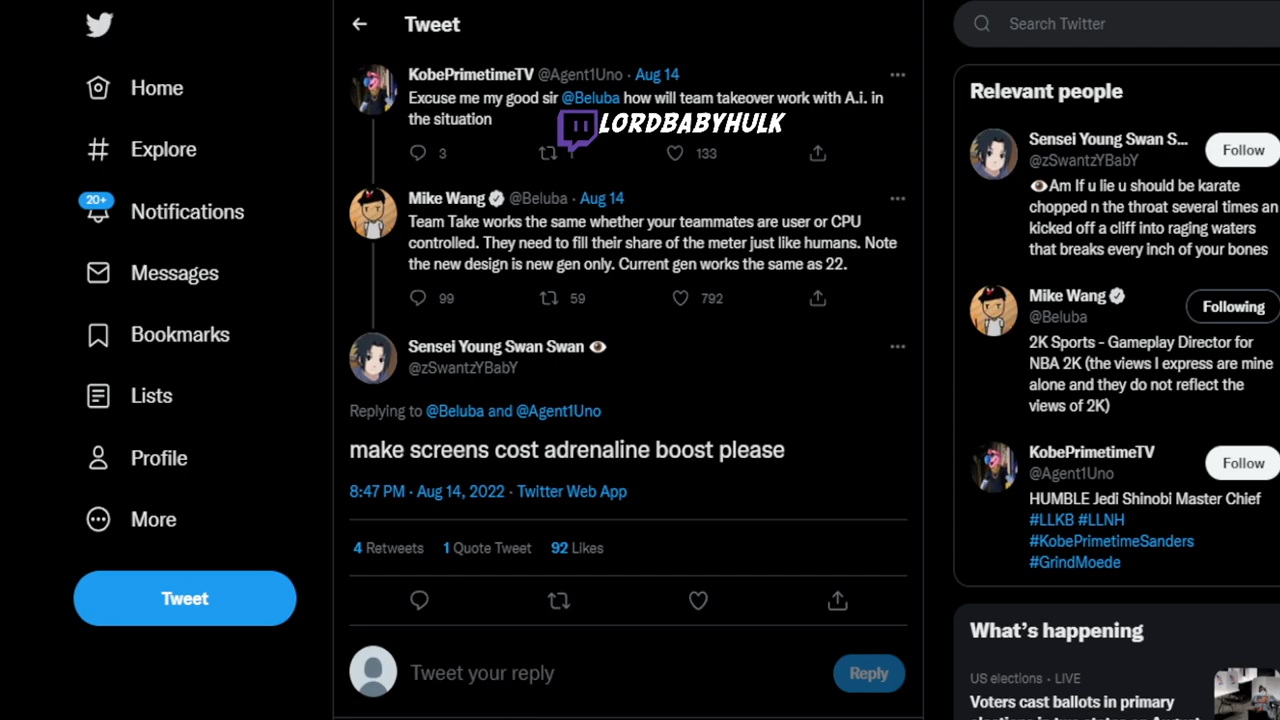 Home
Explore
20+
Notifications
Messages
Bookmarks
Lists
Profile
More
Tweet
Tweet
KobePrimetimeTV @Agent1Uno · Aug 14
Excuse me my good sir @Beluba how will team takeover work with A.i. in
the situation
LORDBABYHULK
3 1 133
Mike Wang @Beluba · Aug 14
Team Take works the same whether your teammates are user or CPU
controlled. They need to fill their share of the meter just like humans. Note
the new design is new gen only. Current gen works the same as 22.
99 59 792
Sensei Young Swan Swan 👁
@zSwantzYBabY
Replying to @Beluba and @Agent1Uno
make screens cost adrenaline boost please
8:47 PM · Aug 14, 2022 · Twitter Web App
4 Retweets 1 Quote Tweet 92 Likes
Tweet your reply
Reply
Search Twitter
Relevant people
Sensei Young Swan S...
@zSwantzYBabY
Follow
👁Am If u lie u should be karate
chopped n the throat several times an
kicked off a cliff into raging waters
that breaks every inch of your bones
Mike Wang
@Beluba
Following
2K Sports - Gameplay Director for
NBA 2K (the views I express are mine
alone and they do not reflect the
views of 2K)
KobePrimetimeTV
@Agent1Uno
Follow
HUMBLE Jedi Shinobi Master Chief
#LLKB #LLNH
#KobePrimetimeSanders
#GrindMoede
What's happening
US elections · LIVE
Voters cast ballots in primary